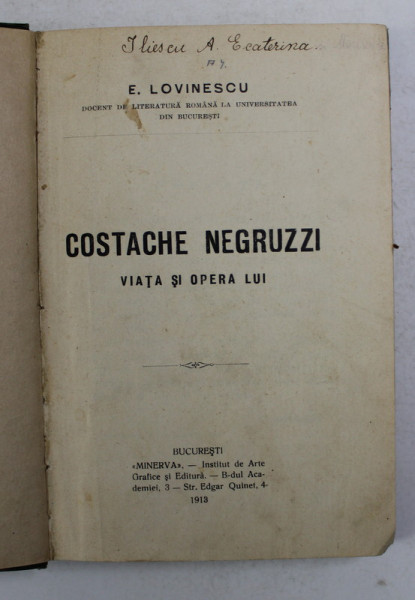 Iliescu A. Ecaterina
E. LOVINESCU
DOCENT DE LITERATURĂ ROMÂNĂ LA UNIVERSITATEA
DIN BUCUREȘTI
COSTACHE NEGRUZZI
VIAȚA ȘI OPERA LUI
BUCUREȘTI
«MINERVA», — Institut de Arte
Grafice și Editură. — B-dul Aca-
demiei, 3 — Str. Edgar Quinet, 4-
1913